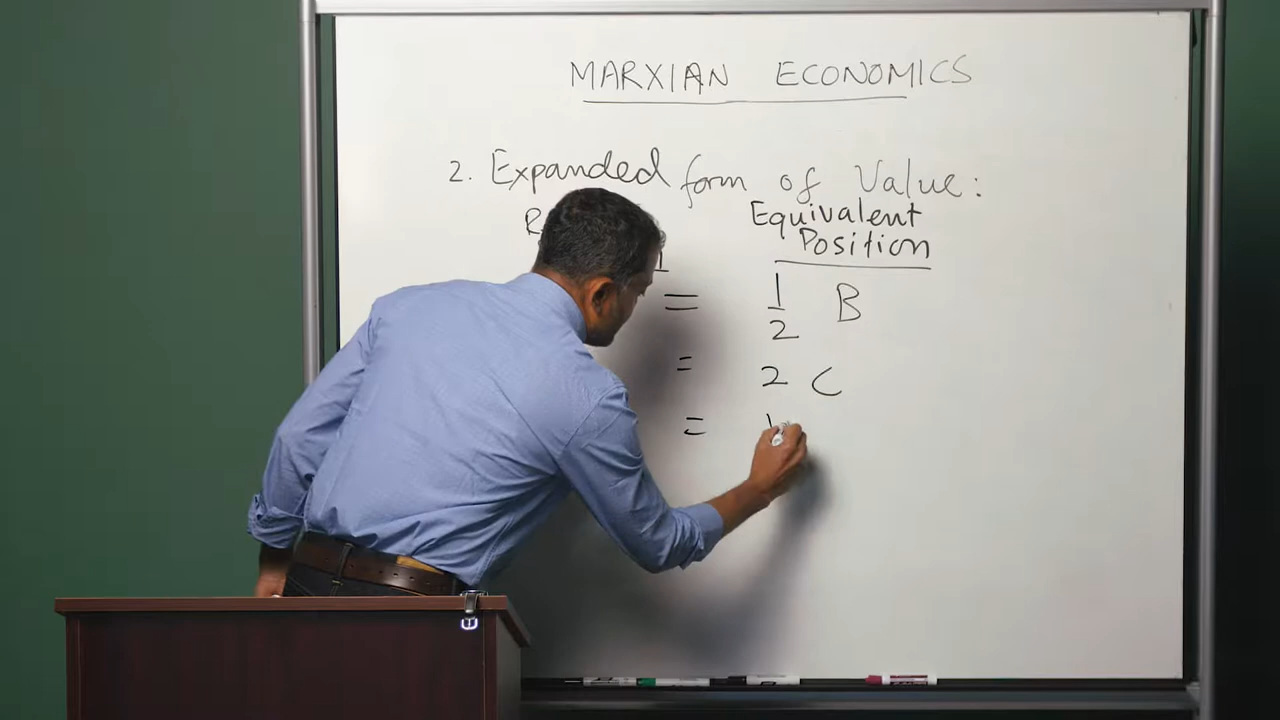 MARXIAN ECONOMICS
2. Expanded form of Value:
Equivalent
Position
= 1/2 B
= 2 C
=